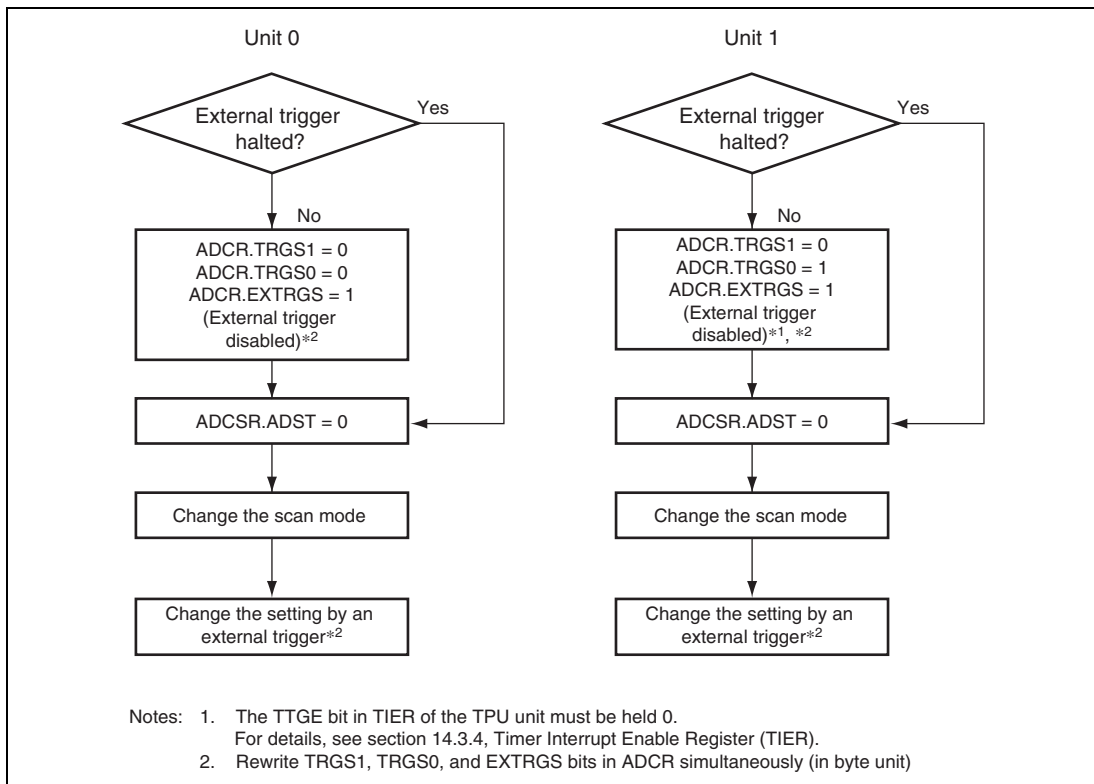 Unit 0
External trigger
halted?
Yes
No
ADCR.TRGS1 = 0
ADCR.TRGS0 = 0
ADCR.EXTRGS = 1
(External trigger
disabled)*2
ADCSR.ADST = 0
Change the scan mode
Change the setting by an
external trigger*2
Unit 1
External trigger
halted?
Yes
No
ADCR.TRGS1 = 0
ADCR.TRGS0 = 1
ADCR.EXTRGS = 1
(External trigger
disabled)*1, *2
ADCSR.ADST = 0
Change the scan mode
Change the setting by an
external trigger*2
Notes: 1. The TTGE bit in TIER of the TPU unit must be held 0.
For details, see section 14.3.4, Timer Interrupt Enable Register (TIER).
2. Rewrite TRGS1, TRGS0, and EXTRGS bits in ADCR simultaneously (in byte unit)